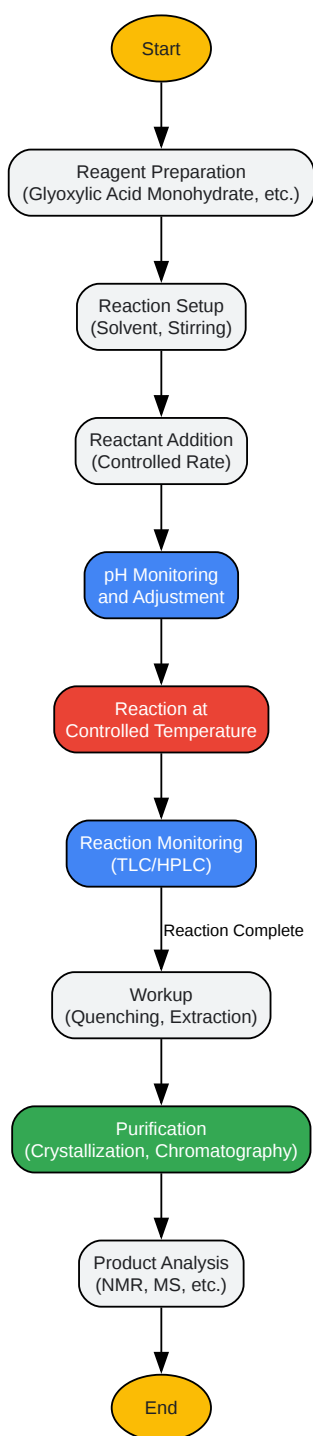 Start
Reagent Preparation
(Glyoxylic Acid Monohydrate, etc.)
Reaction Setup
(Solvent, Stirring)
Reactant Addition
(Controlled Rate)
pH Monitoring
and Adjustment
Reaction at
Controlled Temperature
Reaction Monitoring
(TLC/HPLC)
Reaction Complete
Workup
(Quenching, Extraction)
Purification
(Crystallization, Chromatography)
Product Analysis
(NMR, MS, etc.)
End